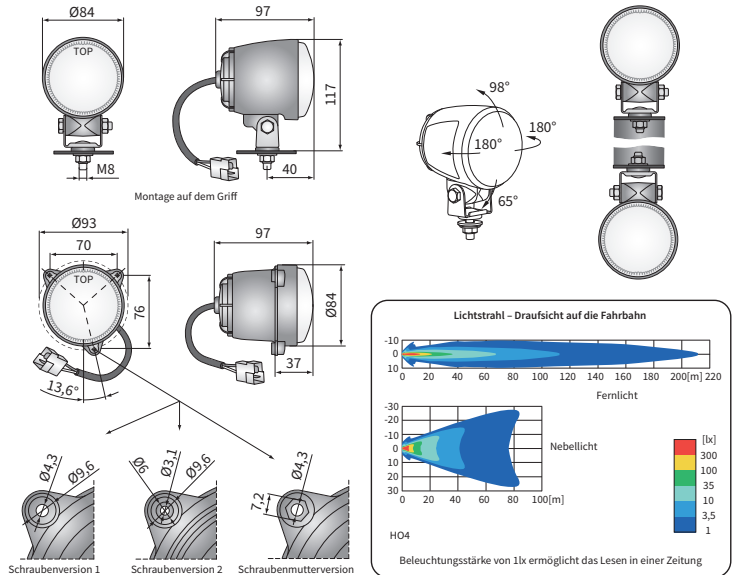 Ø84
TOP
M8
97
117
40
Montage auf dem Griff
98°
180°
180°
65°
Ø93
70
TOP
76
13,6°
97
Ø84
37
Ø4,3
Ø9,6
Schraubenversion 1
Ø6
Ø3,1
Ø9,6
Schraubenversion 2
Ø4,3
7,2
Schraubenmutterversion
Lichtstrahl – Draufsicht auf die Fahrbahn
-10
0
10
0 20 40 60 80 100 120 140 160 180 200[m] 220
Fernlicht
-30
-20
-10
0
10
20
30
0 20 40 60 80 100[m]
Nebellicht
[lx]
300
100
35
10
3,5
1
HO4
Beleuchtungsstärke von 1lx ermöglicht das Lesen in einer Zeitung